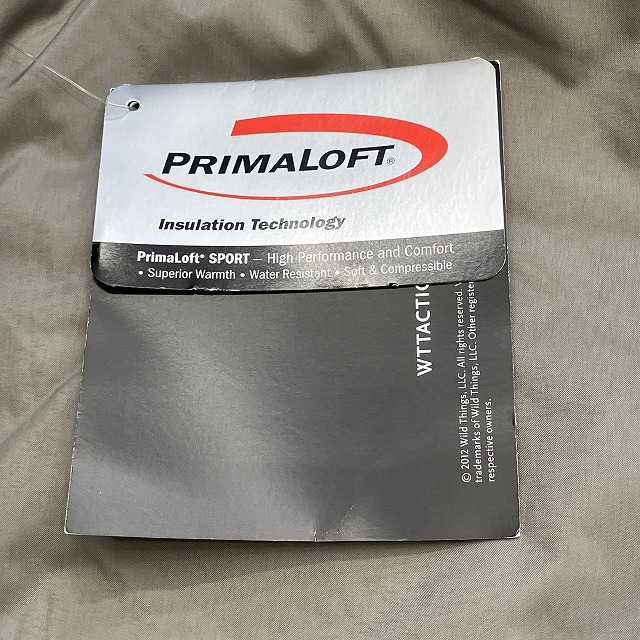 PRIMALOFT®
Insulation Technology
PrimaLoft® SPORT — High Performance and Comfort
• Superior Warmth • Water Resistant • Soft & Compressible
WTTACTIC
© 2012 Wild Things, LLC. All rights reserved.
trademarks of Wild Things, LLC. Other register
respective owners.